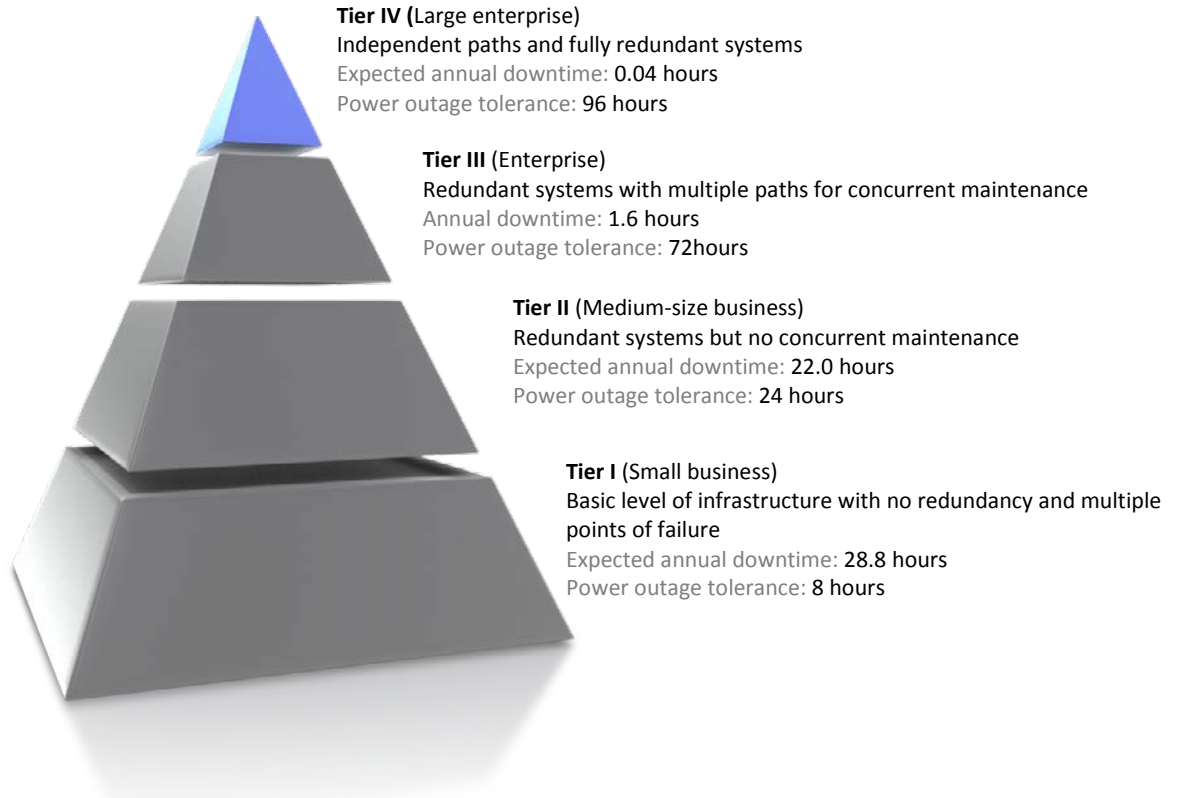 Tier IV (Large enterprise)
Independent paths and fully redundant systems
Expected annual downtime: 0.04 hours
Power outage tolerance: 96 hours
Tier III (Enterprise)
Redundant systems with multiple paths for concurrent maintenance
Annual downtime: 1.6 hours
Power outage tolerance: 72hours
Tier II (Medium-size business)
Redundant systems but no concurrent maintenance
Expected annual downtime: 22.0 hours
Power outage tolerance: 24 hours
Tier I (Small business)
Basic level of infrastructure with no redundancy and multiple
points of failure
Expected annual downtime: 28.8 hours
Power outage tolerance: 8 hours